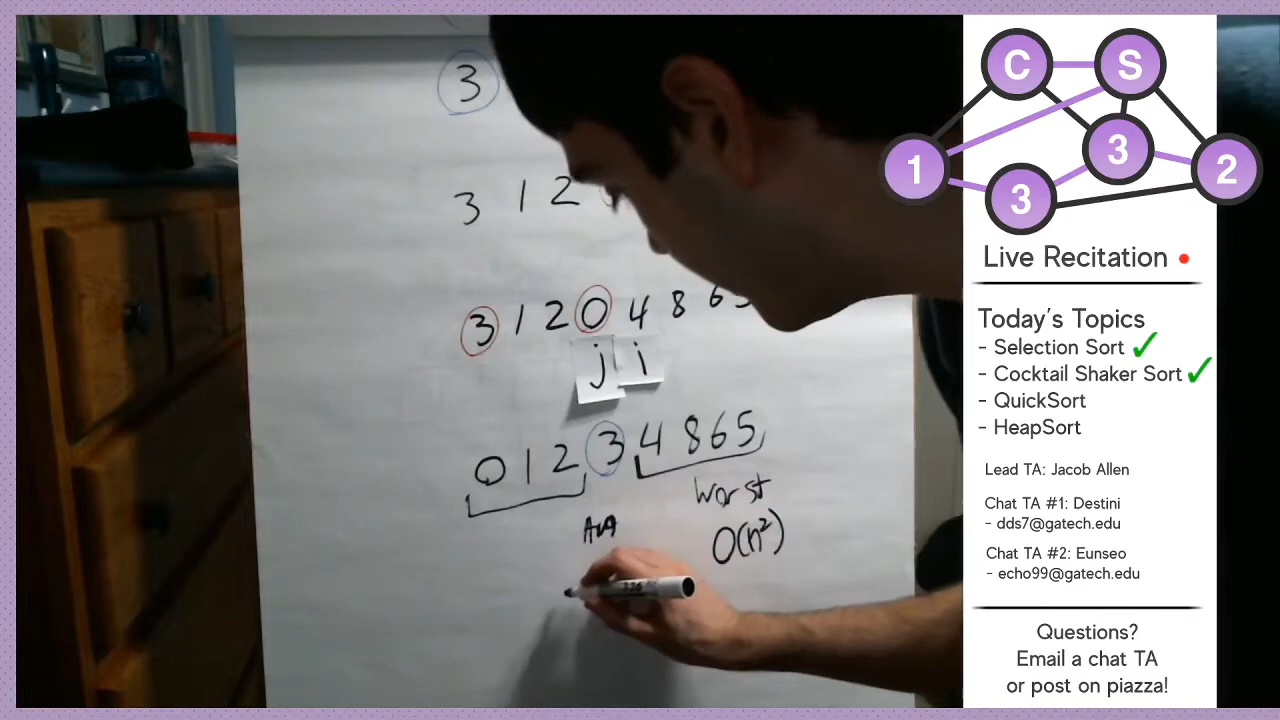 3
3 1 2
3 1 2 0 4 8 6 5
j i
0 1 2 3 4 8 6 5
Worst
O(n²)
C S
1 3 3 2
Live Recitation
Today's Topics
- Selection Sort ✓
- Cocktail Shaker Sort ✓
- QuickSort
- HeapSort
Lead TA: Jacob Allen
Chat TA #1: Destini
- dds7@gatech.edu
Chat TA #2: Eunseo
- echo99@gatech.edu
Questions?
Email a chat TA
or post on piazza!